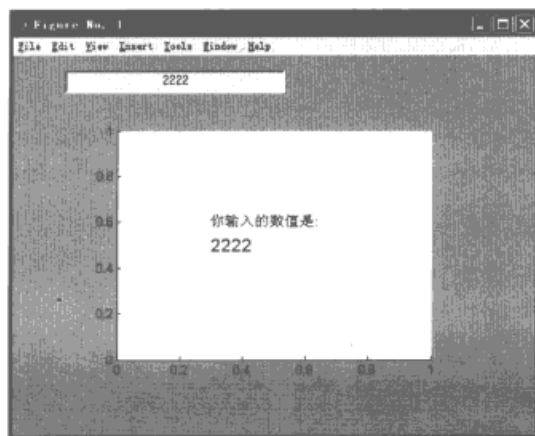 Figure No. 1
File Edit View Insert Tools Window Help
2222
1
0.8
你输入的数值是:
0.6
2222
0.4
0.2
0
0 0.2 0.4 0.6 0.8 1